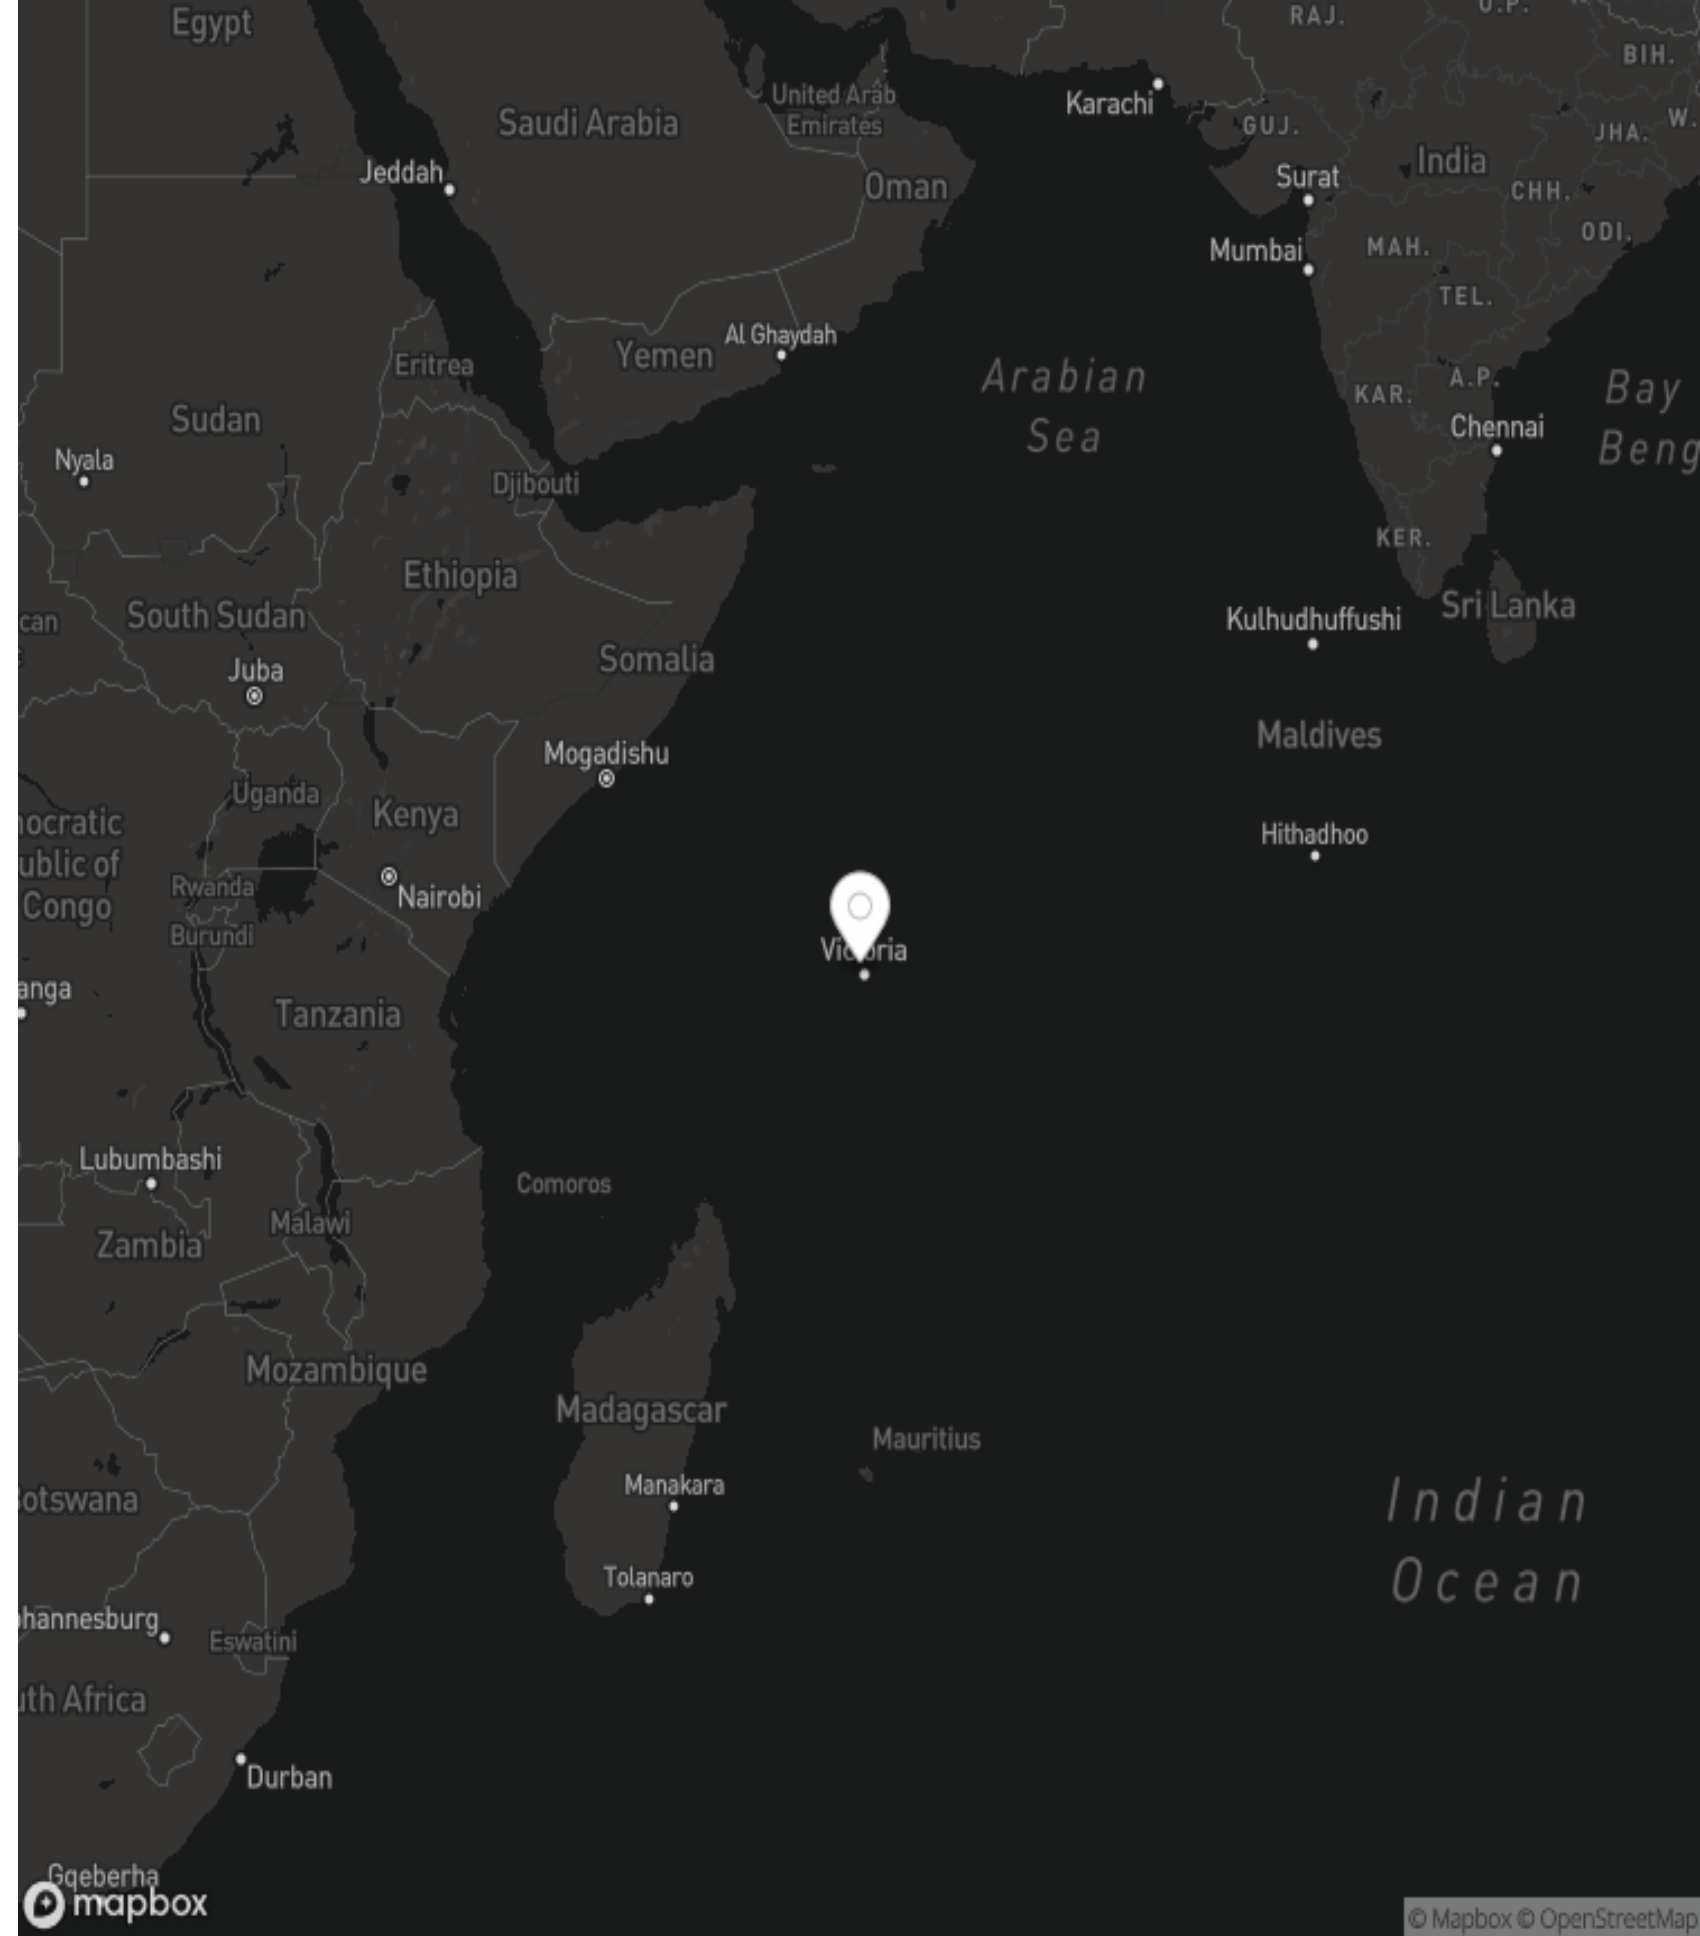 Egypt
RAJ.
U.P.
BIH.
Saudi Arabia
United Arab
Emirates
Karachi
GUJ.
JHA.
W.
India
Jeddah
Oman
Surat
CHH.
ODI.
Mumbai
MAH.
TEL.
Al Ghaydah
Yemen
Eritrea
Arabian
Sea
KAR.
A.P.
Bay
Beng
Chennai
Sudan
Nyala
Djibouti
KER.
Ethiopia
Sri Lanka
Kulhudhuffushi
can
South Sudan
Somalia
Juba
Maldives
Mogadishu
Uganda
Kenya
Hithadhoo
ocratic
ublic of
Congo
Rwanda
Nairobi
Burundi
Victoria
anga
Tanzania
Lubumbashi
Comoros
Malawi
Zambia
Mozambique
Madagascar
Mauritius
Manakara
otswana
Indian
Ocean
Tolanaro
hannesburg
Eswatini
uth Africa
Durban
Gqeberha
mapbox
© Mapbox © OpenStreetMap